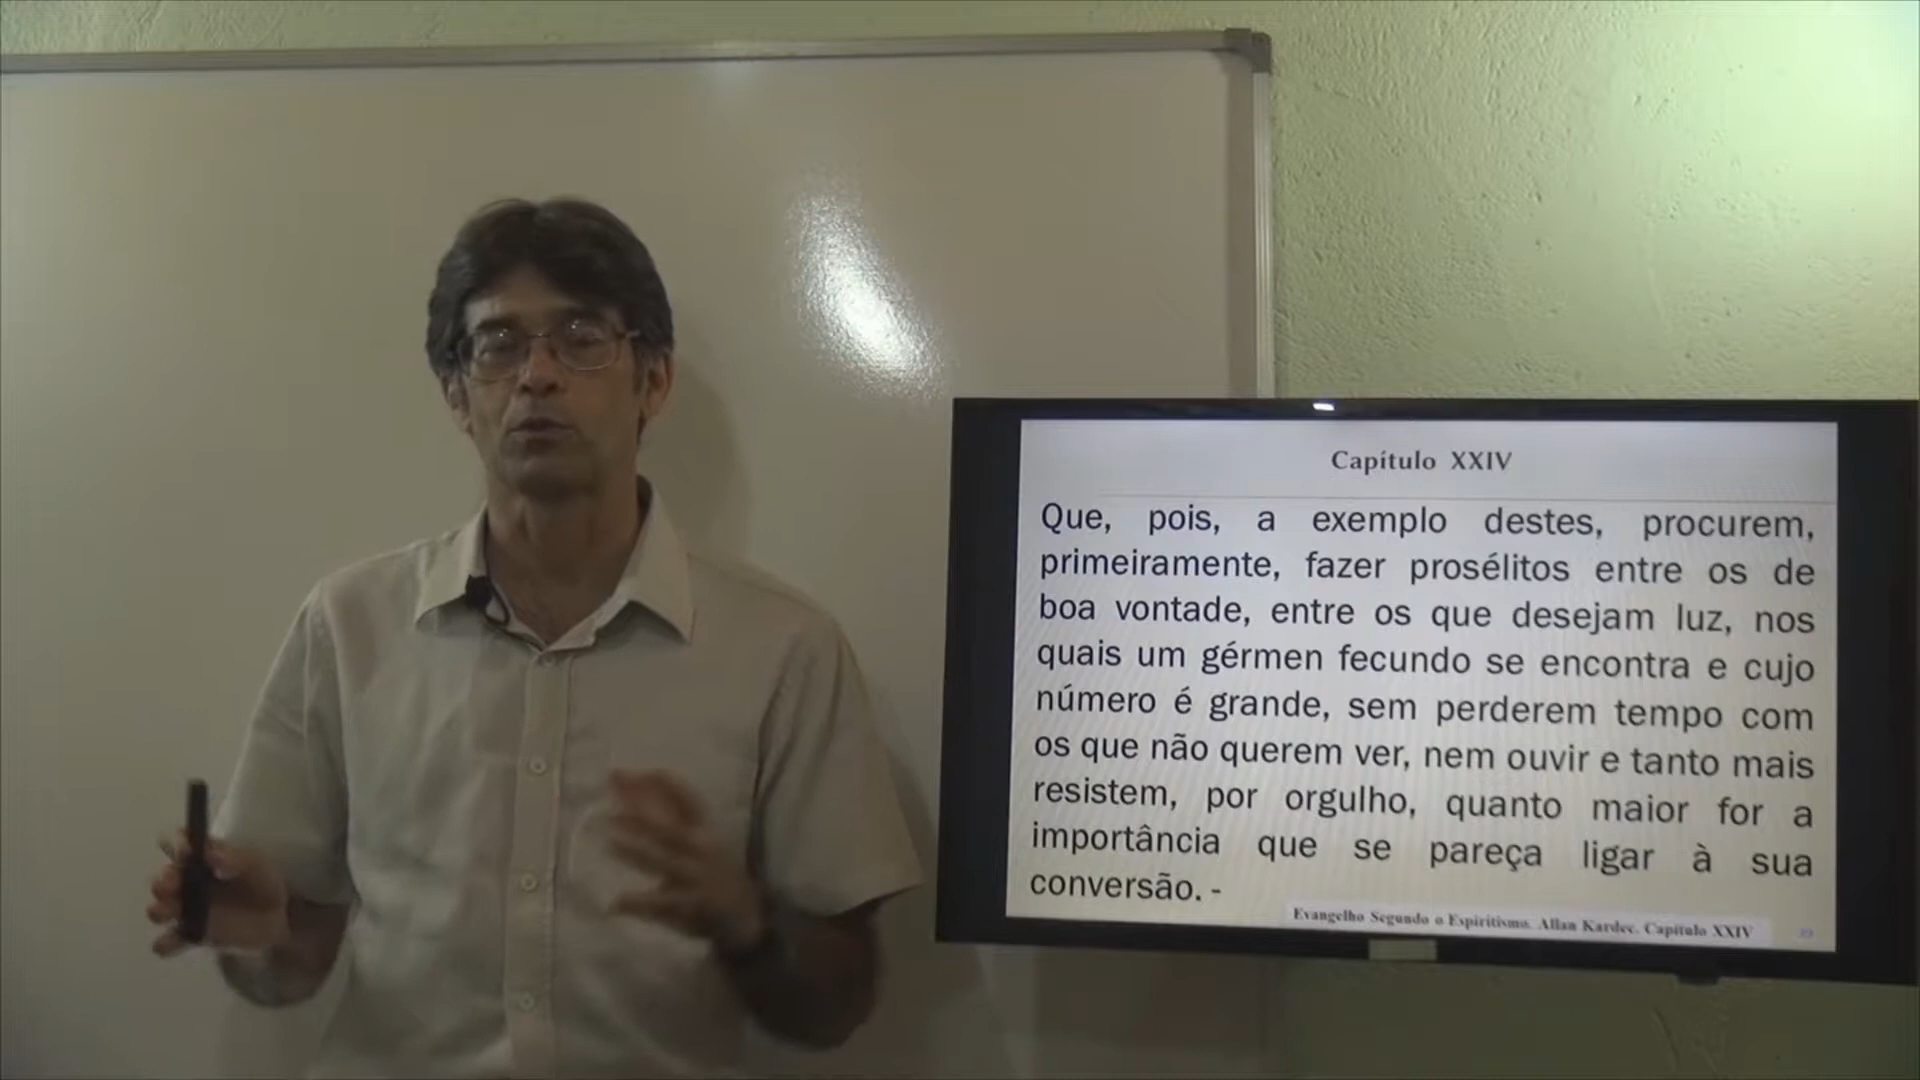 Capítulo XXIV
Que, pois, a exemplo destes, procurem,
primeiramente, fazer prosélitos entre os de
boa vontade, entre os que desejam luz, nos
quais um gérmen fecundo se encontra e cujo
número é grande, sem perderem tempo com
os que não querem ver, nem ouvir e tanto mais
resistem, por orgulho, quanto maior for a
importância que se pareça ligar à sua
conversão. -
Evangelho Segundo o Espiritismo. Allan Kardec. Capítulo XXIV